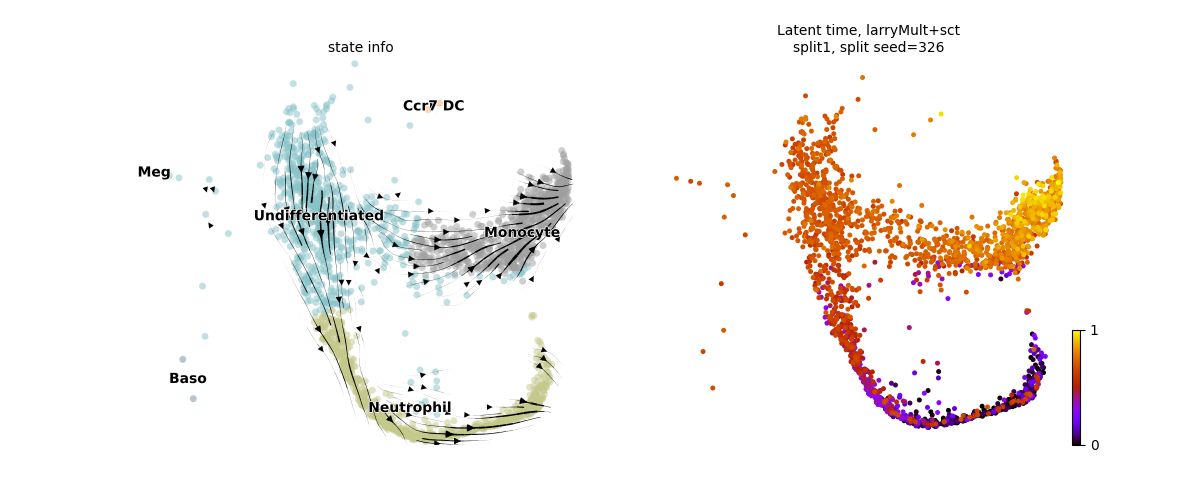 state info
Latent time, larryMult+sct
split1, split seed=326
Ccr7 DC
Meg
Undifferentiated
Monocyte
Baso
Neutrophil
1
0